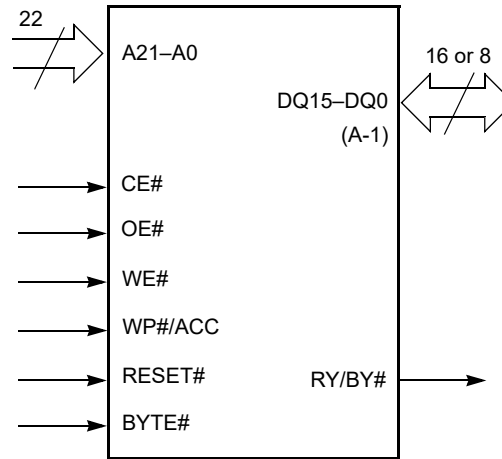 22
A21–A0
16 or 8
DQ15–DQ0
(A-1)
CE#
OE#
WE#
WP#/ACC
RESET#
RY/BY#
BYTE#